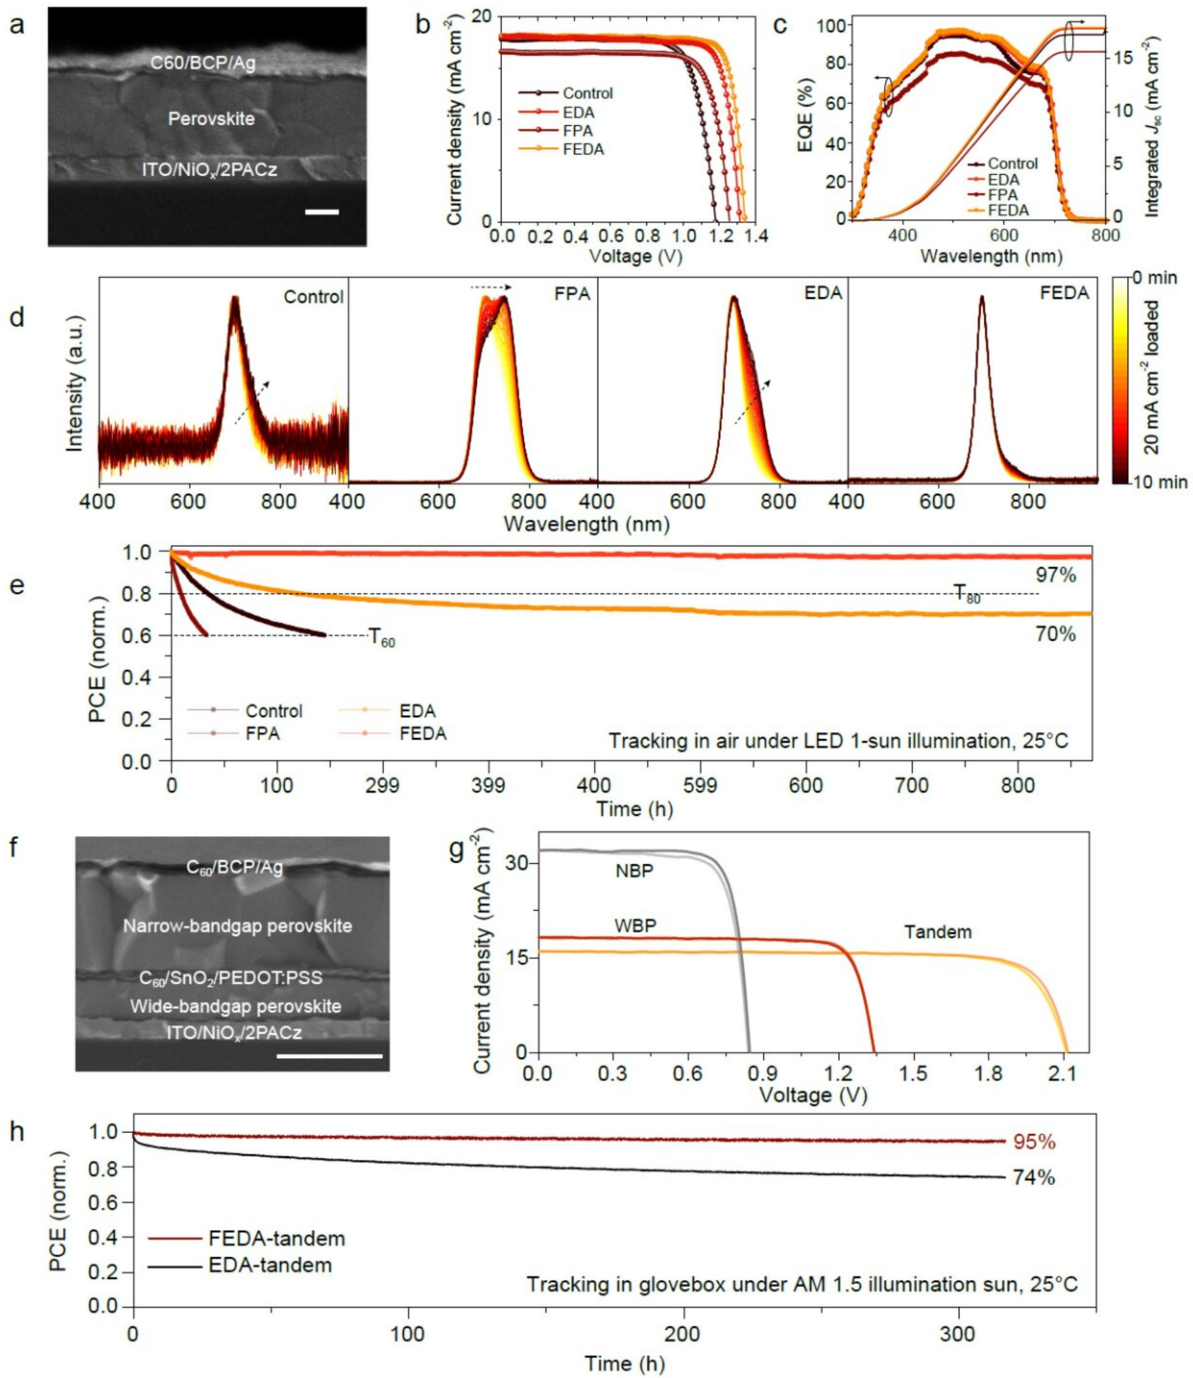 a
C60/BCP/Ag
Perovskite
ITO/NiOx/2PACz
b
Current density (mA cm-2)
20
10
0
Control
EDA
FPA
FEDA
0.0 0.2 0.4 0.6 0.8 1.0 1.2 1.4
Voltage (V)
c
EQE (%)
100
80
60
40
20
0
Control
EDA
FPA
FEDA
15
10
5
0
Integrated Jsc (mA cm-2)
400 600 800
Wavelength (nm)
d
Intensity (a.u.)
Control
FPA
EDA
FEDA
0 min
20 mA cm-2 loaded
10 min
400 600 800 400 600 800 400 600 800 400 600 800
Wavelength (nm)
e
PCE (norm.)
1.0
0.8
0.6
0.4
0.2
0.0
97%
T80
70%
T60
Control
EDA
FPA
FEDA
Tracking in air under LED 1-sun illumination, 25°C
0 100 299 399 400 599 600 700 800
Time (h)
f
C60/BCP/Ag
Narrow-bandgap perovskite
C60/SnO2/PEDOT:PSS
Wide-bandgap perovskite
ITO/NiOx/2PACz
g
Current density (mA cm-2)
30
15
0
NBP
WBP
Tandem
0.0 0.3 0.6 0.9 1.2 1.5 1.8 2.1
Voltage (V)
h
PCE (norm.)
1.0
0.8
0.6
0.4
0.2
0.0
95%
74%
FEDA-tandem
EDA-tandem
Tracking in glovebox under AM 1.5 illumination sun, 25°C
0 100 200 300
Time (h)